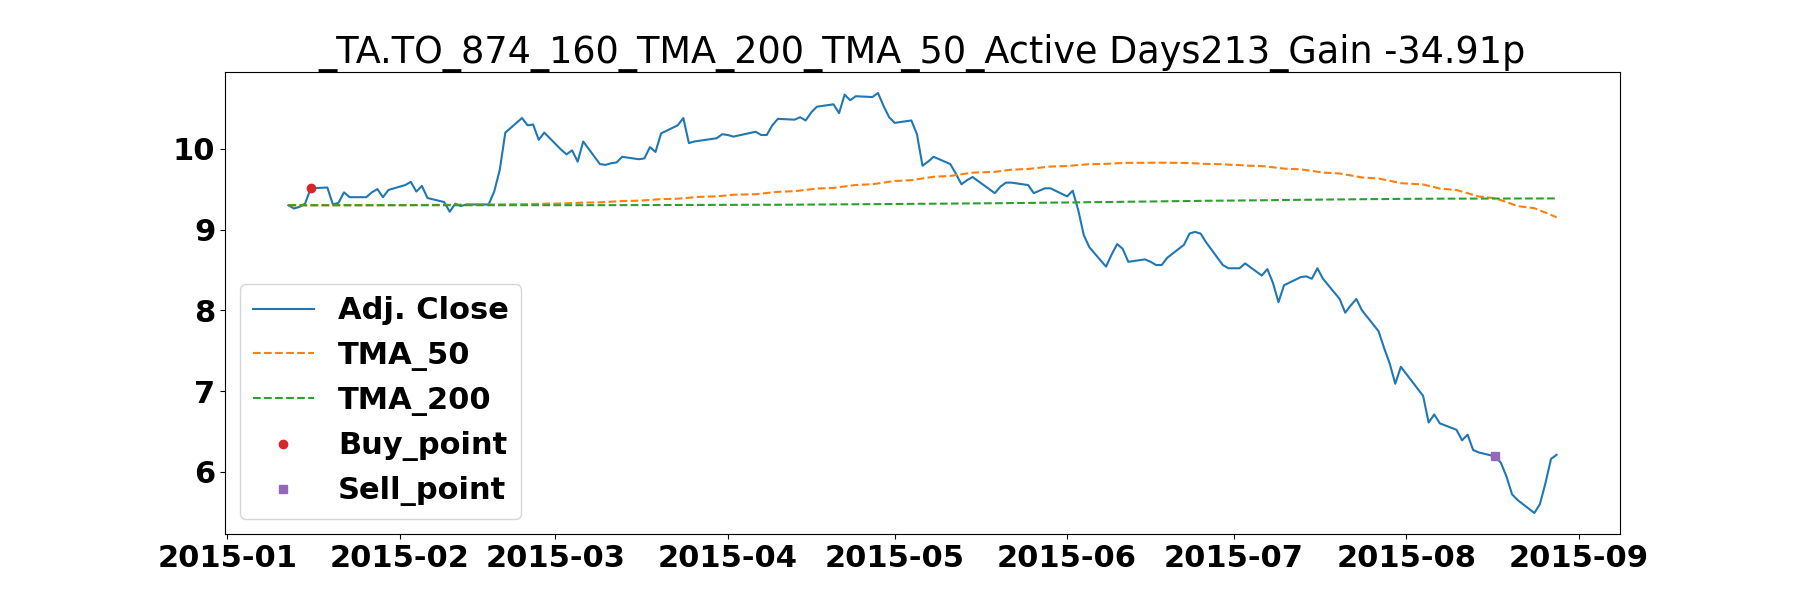 _TA.TO_874_160_TMA_200_TMA_50_Active Days213_Gain -34.91p
10
9
8
7
6
Adj. Close
TMA_50
TMA_200
Buy_point
Sell_point
2015-01 2015-02 2015-03 2015-04 2015-05 2015-06 2015-07 2015-08 2015-09